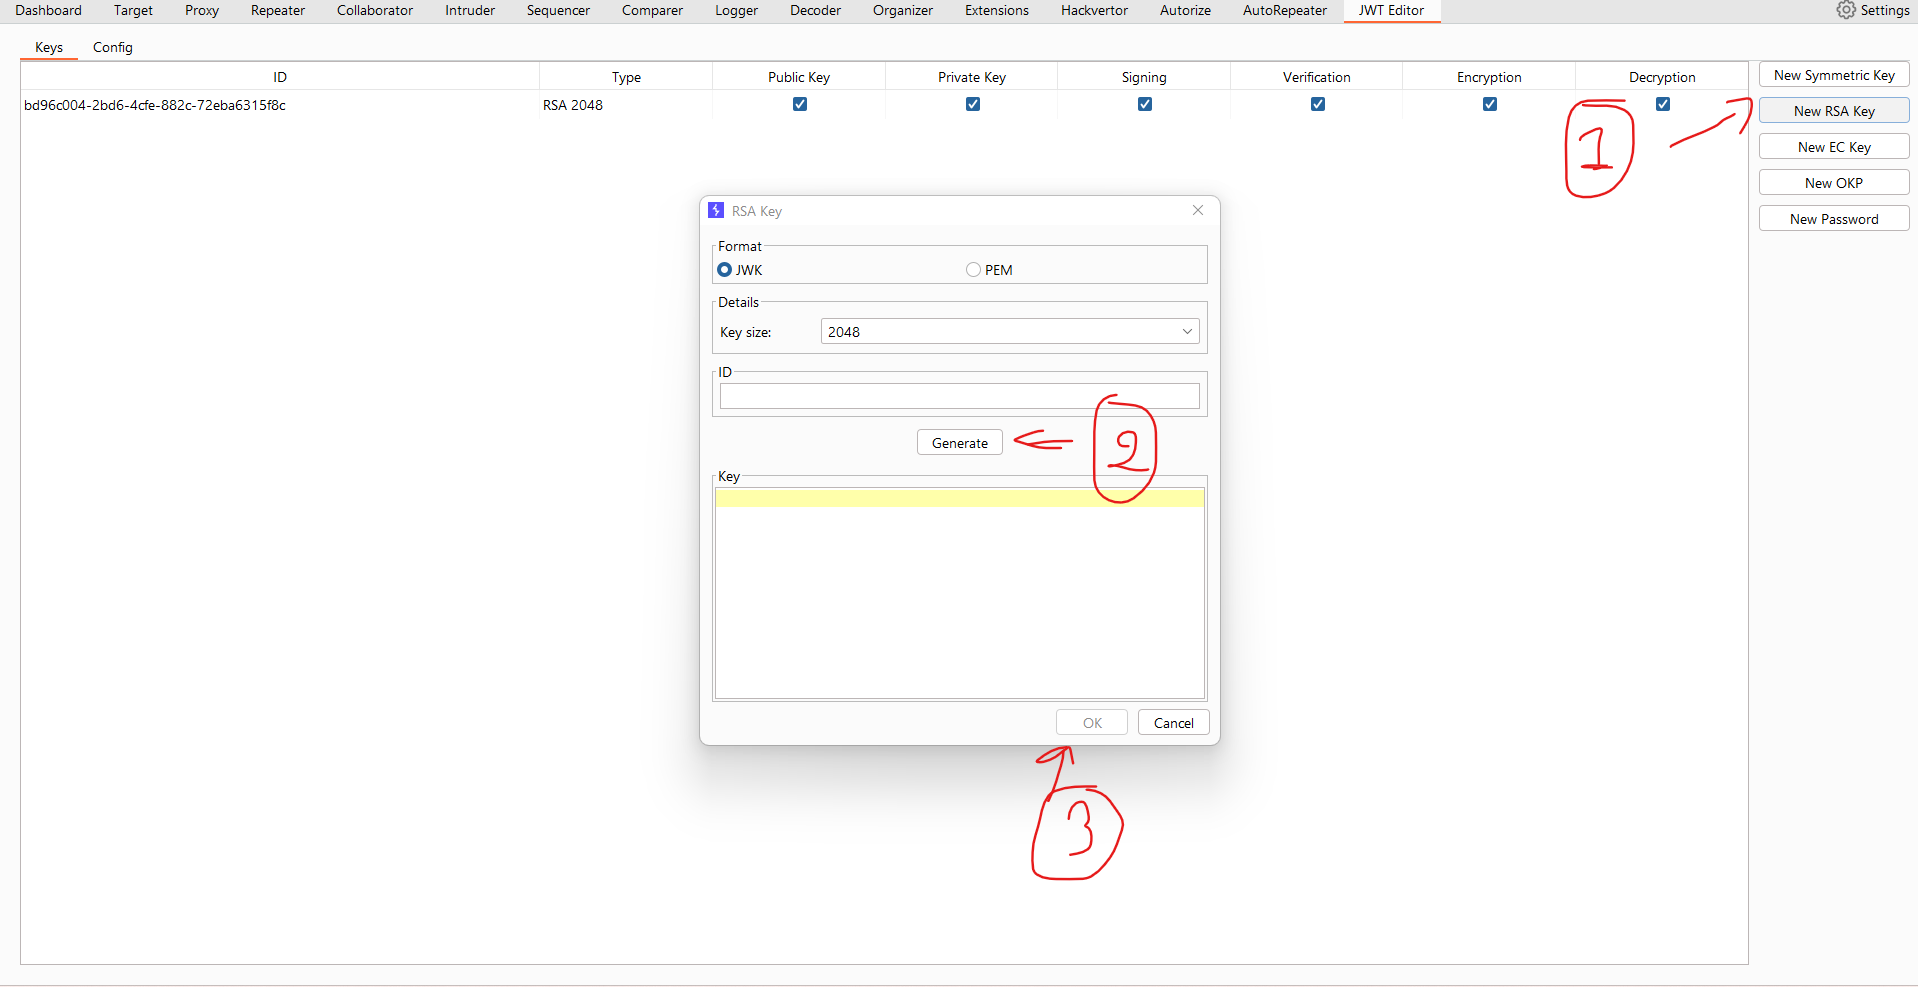 Dashboard Target Proxy Repeater Collaborator Intruder Sequencer Comparer Logger Decoder Organizer Extensions Hackvertor Autorize AutoRepeater JWT Editor Settings
Keys Config
ID Type Public Key Private Key Signing Verification Encryption Decryption
bd96c004-2bd6-4cfe-882c-72eba6315f8c RSA 2048
New Symmetric Key
New RSA Key
New EC Key
New OKP
New Password
1
RSA Key
Format
JWK PEM
Details
Key size: 2048
ID
Generate
2
Key
OK Cancel
3